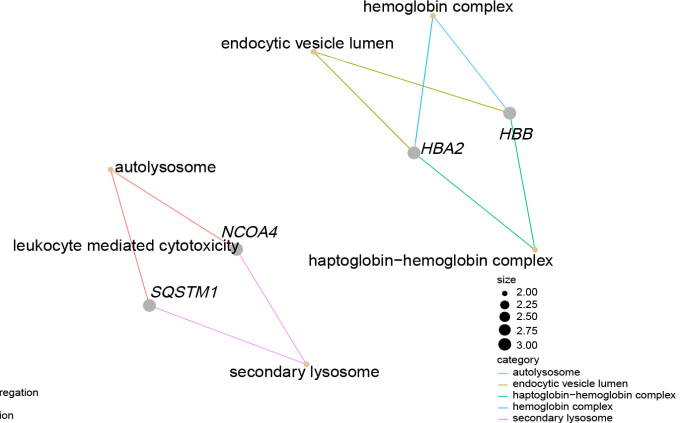 hemoglobin complex
endocytic vesicle lumen
HBB
HBA2
autolysosome
NCOA4
leukocyte mediated cytotoxicity
haptoglobin−hemoglobin complex
SQSTM1
secondary lysosome
size
2.00
2.25
2.50
2.75
3.00
category
autolysosome
endocytic vesicle lumen
haptoglobin−hemoglobin complex
hemoglobin complex
secondary lysosome
regation
ion